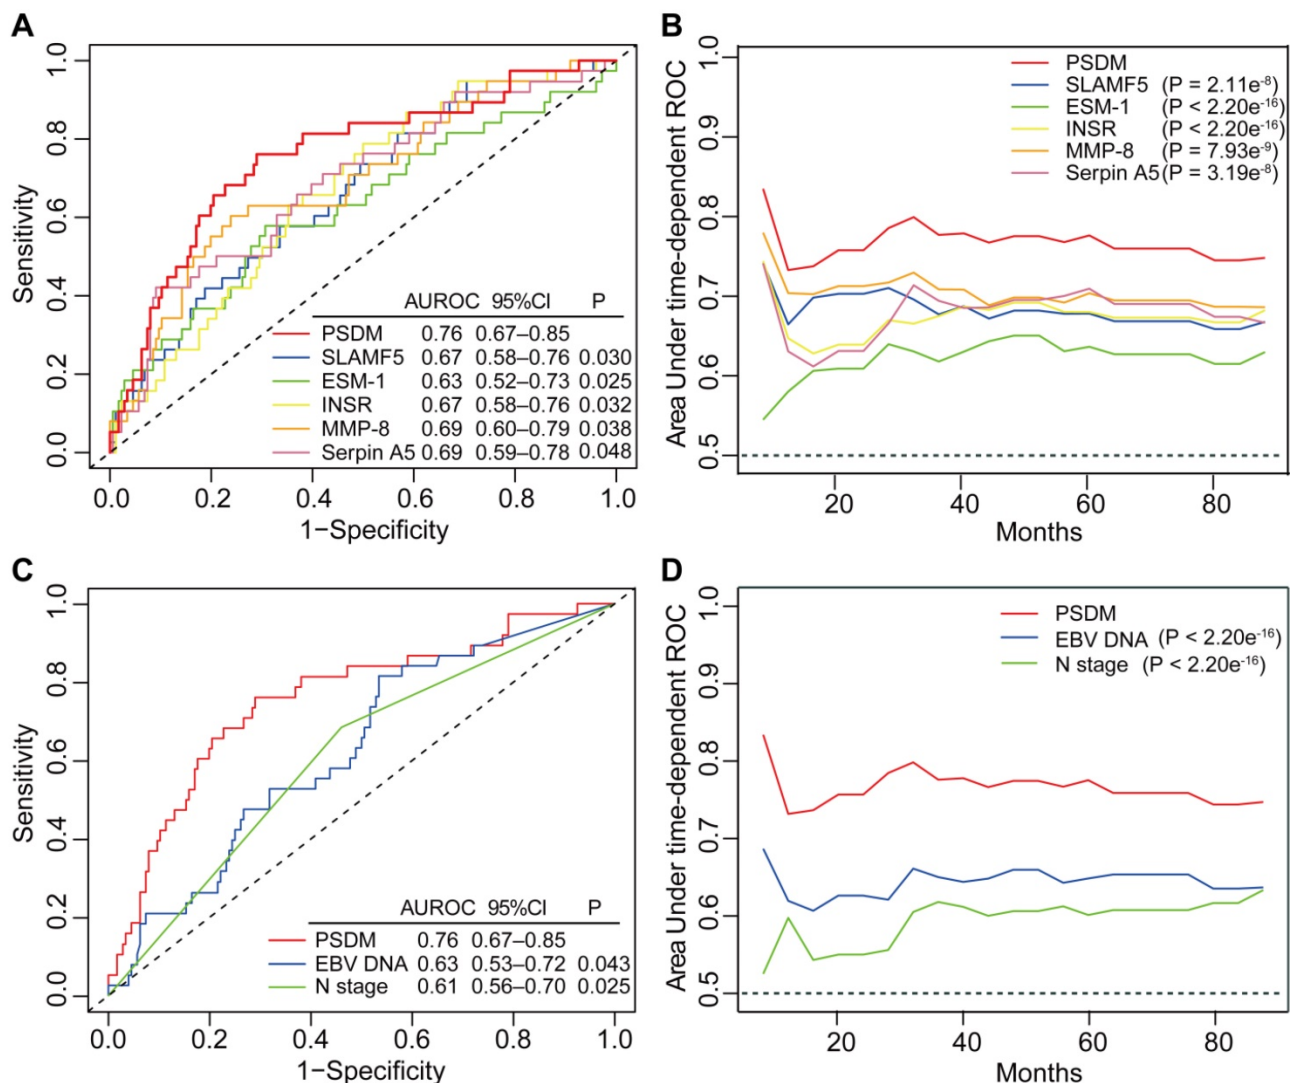 A
Sensitivity
1.0
0.8
0.6
0.4
0.2
0.0
AUROC 95%CI P
PSDM 0.76 0.67–0.85
SLAMF5 0.67 0.58–0.76 0.030
ESM-1 0.63 0.52–0.73 0.025
INSR 0.67 0.58–0.76 0.032
MMP-8 0.69 0.60–0.79 0.038
Serpin A5 0.69 0.59–0.78 0.048
0.0 0.2 0.4 0.6 0.8 1.0
1−Specificity
B
Area Under time-dependent ROC
1.0
0.9
0.8
0.7
0.6
0.5
PSDM
SLAMF5 (P = 2.11e-8)
ESM-1 (P < 2.20e-16)
INSR (P < 2.20e-16)
MMP-8 (P = 7.93e-9)
Serpin A5 (P = 3.19e-8)
20 40 60 80
Months
C
Sensitivity
1.0
0.8
0.6
0.4
0.2
0.0
AUROC 95%CI P
PSDM 0.76 0.67–0.85
EBV DNA 0.63 0.53–0.72 0.043
N stage 0.61 0.56–0.70 0.025
0.0 0.2 0.4 0.6 0.8 1.0
1−Specificity
D
Area Under time-dependent ROC
1.0
0.9
0.8
0.7
0.6
0.5
PSDM
EBV DNA (P < 2.20e-16)
N stage (P < 2.20e-16)
20 40 60 80
Months